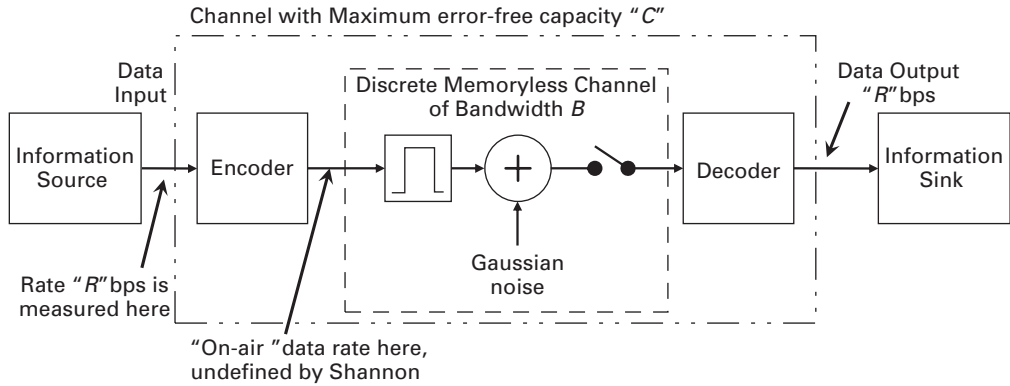 Channel with Maximum error-free capacity “C”
Data
Input
Discrete Memoryless Channel
of Bandwidth B
Data Output
“R”bps
Information
Source
Encoder
+
Decoder
Information
Sink
Gaussian
noise
Rate “R”bps is
measured here
“On-air ”data rate here,
undefined by Shannon